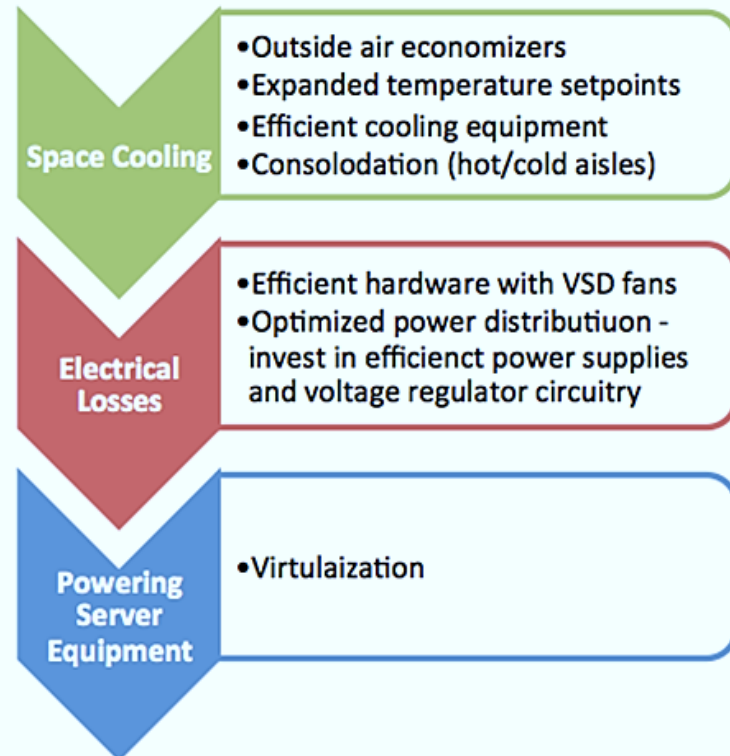 Space Cooling
•Outside air economizers
•Expanded temperature setpoints
•Efficient cooling equipment
•Consolodation (hot/cold aisles)
Electrical
Losses
•Efficient hardware with VSD fans
•Optimized power distributiuon -
invest in efficienct power supplies
and voltage regulator circuitry
Powering
Server
Equipment
•Virtulaization